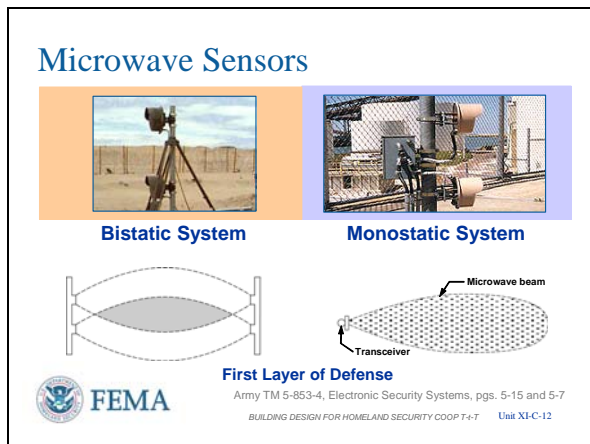 Microwave Sensors
Bistatic System
Monostatic System
Microwave beam
Transceiver
First Layer of Defense
Army TM 5-853-4, Electronic Security Systems, pgs. 5-15 and 5-7
FEMA
BUILDING DESIGN FOR HOMELAND SECURITY COOP T-t-T
Unit XI-C-12